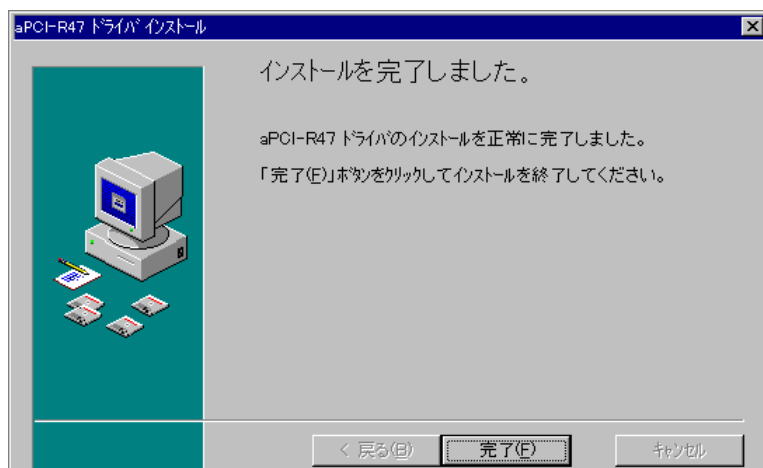 aPCI-R47 ﾄﾞﾗｲﾊﾞ ｲﾝｽﾄｰﾙ
インストールを完了しました。
aPCI-R47 ﾄﾞﾗｲﾊﾞのｲﾝｽﾄｰﾙを正常に完了しました。
「完了(F)」ﾎﾞﾀﾝをｸﾘｯｸしてｲﾝｽﾄｰﾙを終了してください。
< 戻る(B)
完了(F)
ｷｬﾝｾﾙ